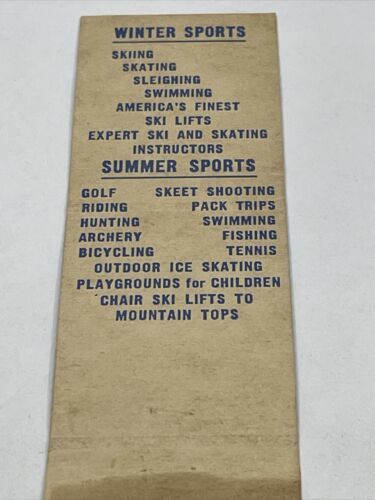 WINTER SPORTS
SKIING
SKATING
SLEIGHING
SWIMMING
AMERICA'S FINEST
SKI LIFTS
EXPERT SKI AND SKATING
INSTRUCTORS
SUMMER SPORTS
GOLF SKEET SHOOTING
RIDING PACK TRIPS
HUNTING SWIMMING
ARCHERY FISHING
BICYCLING TENNIS
OUTDOOR ICE SKATING
PLAYGROUNDS for CHILDREN
CHAIR SKI LIFTS TO
MOUNTAIN TOPS